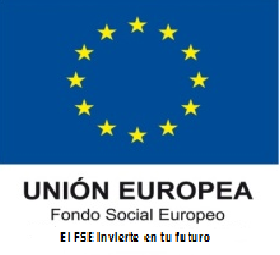 UNIÓN EUROPEA
Fondo Social Europeo
El FSE Invierte en tu futuro